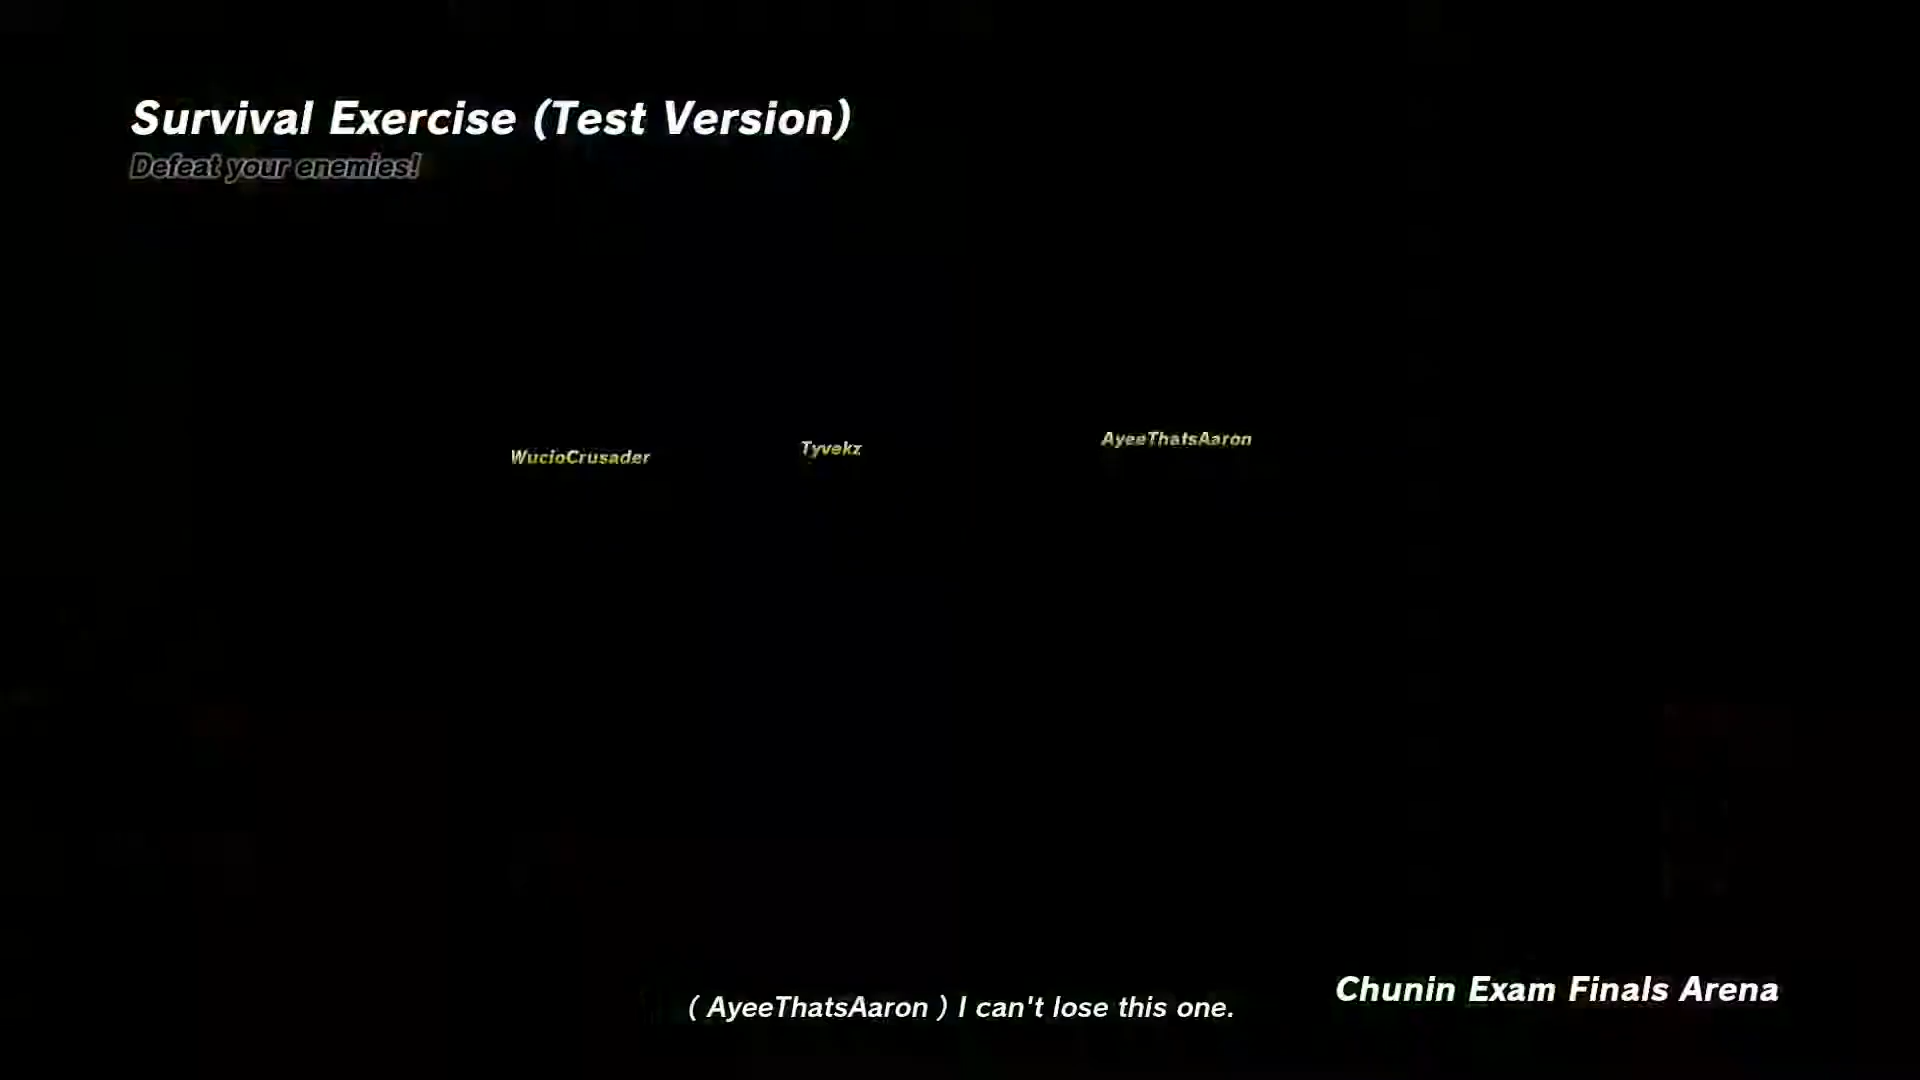 Survival Exercise (Test Version)
Defeat your enemies!
WucioCrusader
Tyvekz
AyeeThatsAaron
( AyeeThatsAaron ) I can't lose this one.
Chunin Exam Finals Arena